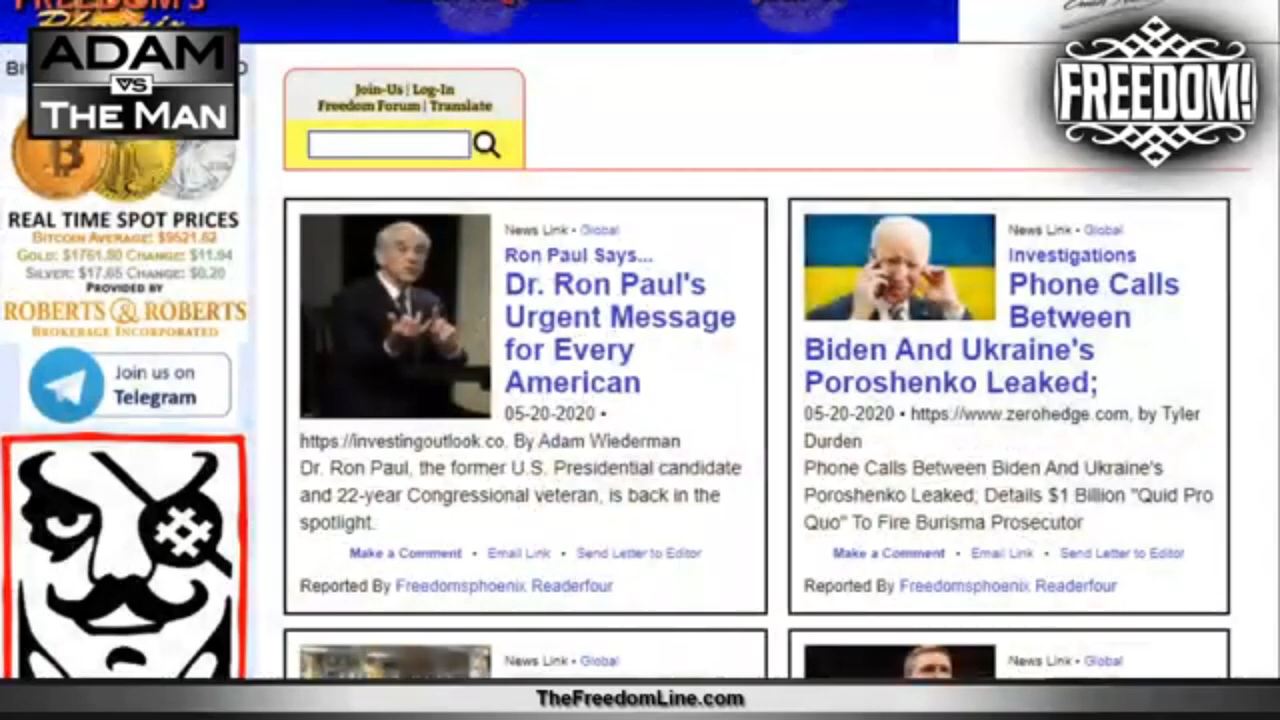 FREEDOM'S
Phoenix
ADAM
VS
THE MAN
FREEDOM!
Join-Us | Log-In
Freedom Forum | Translate
REAL TIME SPOT PRICES
BITCOIN AVERAGE: $9521.62
GOLD: $1761.80 CHANGE: $11.94
SILVER: $17.65 CHANGE: $0.20
PROVIDED BY
ROBERTS & ROBERTS
BROKERAGE INCORPORATED
Join us on
Telegram
News Link • Global
Ron Paul Says...
Dr. Ron Paul's
Urgent Message
for Every
American
05-20-2020 •
https://investingoutlook.co. By Adam Wiederman
Dr. Ron Paul, the former U.S. Presidential candidate
and 22-year Congressional veteran, is back in the
spotlight.
Make a Comment • Email Link • Send Letter to Editor
Reported By Freedomsphoenix Readerfour
News Link • Global
Investigations
Phone Calls
Between
Biden And Ukraine's
Poroshenko Leaked;
05-20-2020 • https://www.zerohedge.com, by Tyler
Durden
Phone Calls Between Biden And Ukraine's
Poroshenko Leaked; Details $1 Billion "Quid Pro
Quo" To Fire Burisma Prosecutor
Make a Comment • Email Link • Send Letter to Editor
Reported By Freedomsphoenix Readerfour
News Link • Global
News Link • Global
TheFreedomLine.com